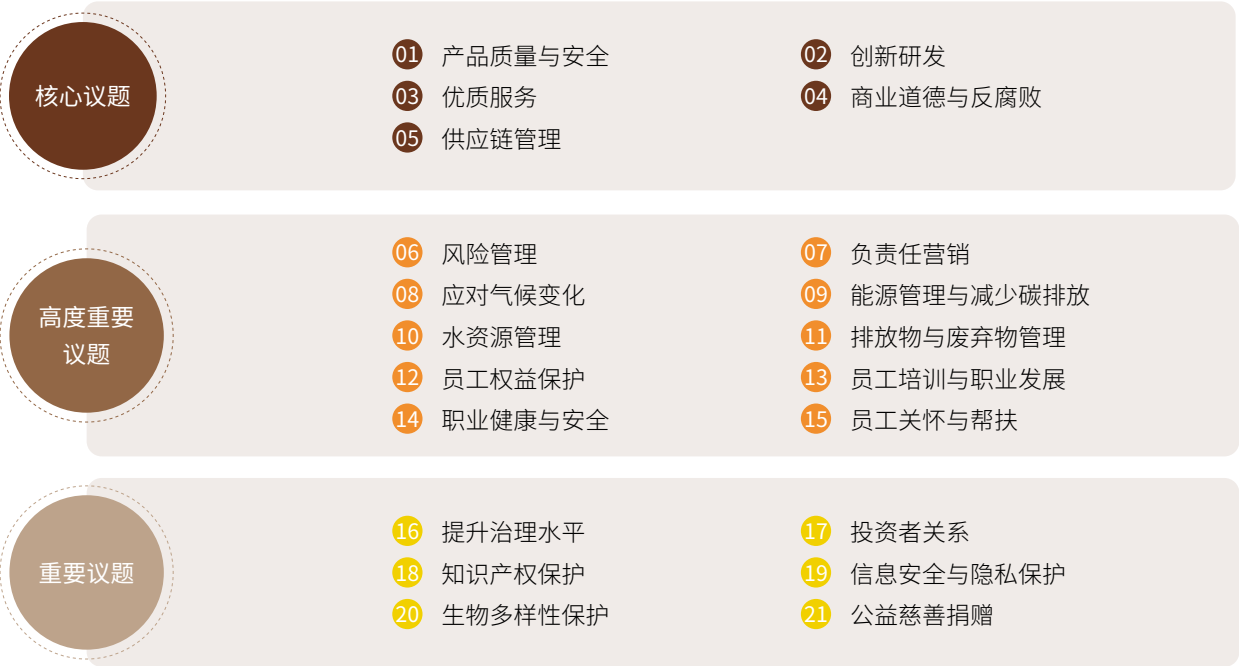 核心议题
01 产品质量与安全
02 创新研发
03 优质服务
04 商业道德与反腐败
05 供应链管理
高度重要
议题
06 风险管理
07 负责任营销
08 应对气候变化
09 能源管理与减少碳排放
10 水资源管理
11 排放物与废弃物管理
12 员工权益保护
13 员工培训与职业发展
14 职业健康与安全
15 员工关怀与帮扶
重要议题
16 提升治理水平
17 投资者关系
18 知识产权保护
19 信息安全与隐私保护
20 生物多样性保护
21 公益慈善捐赠